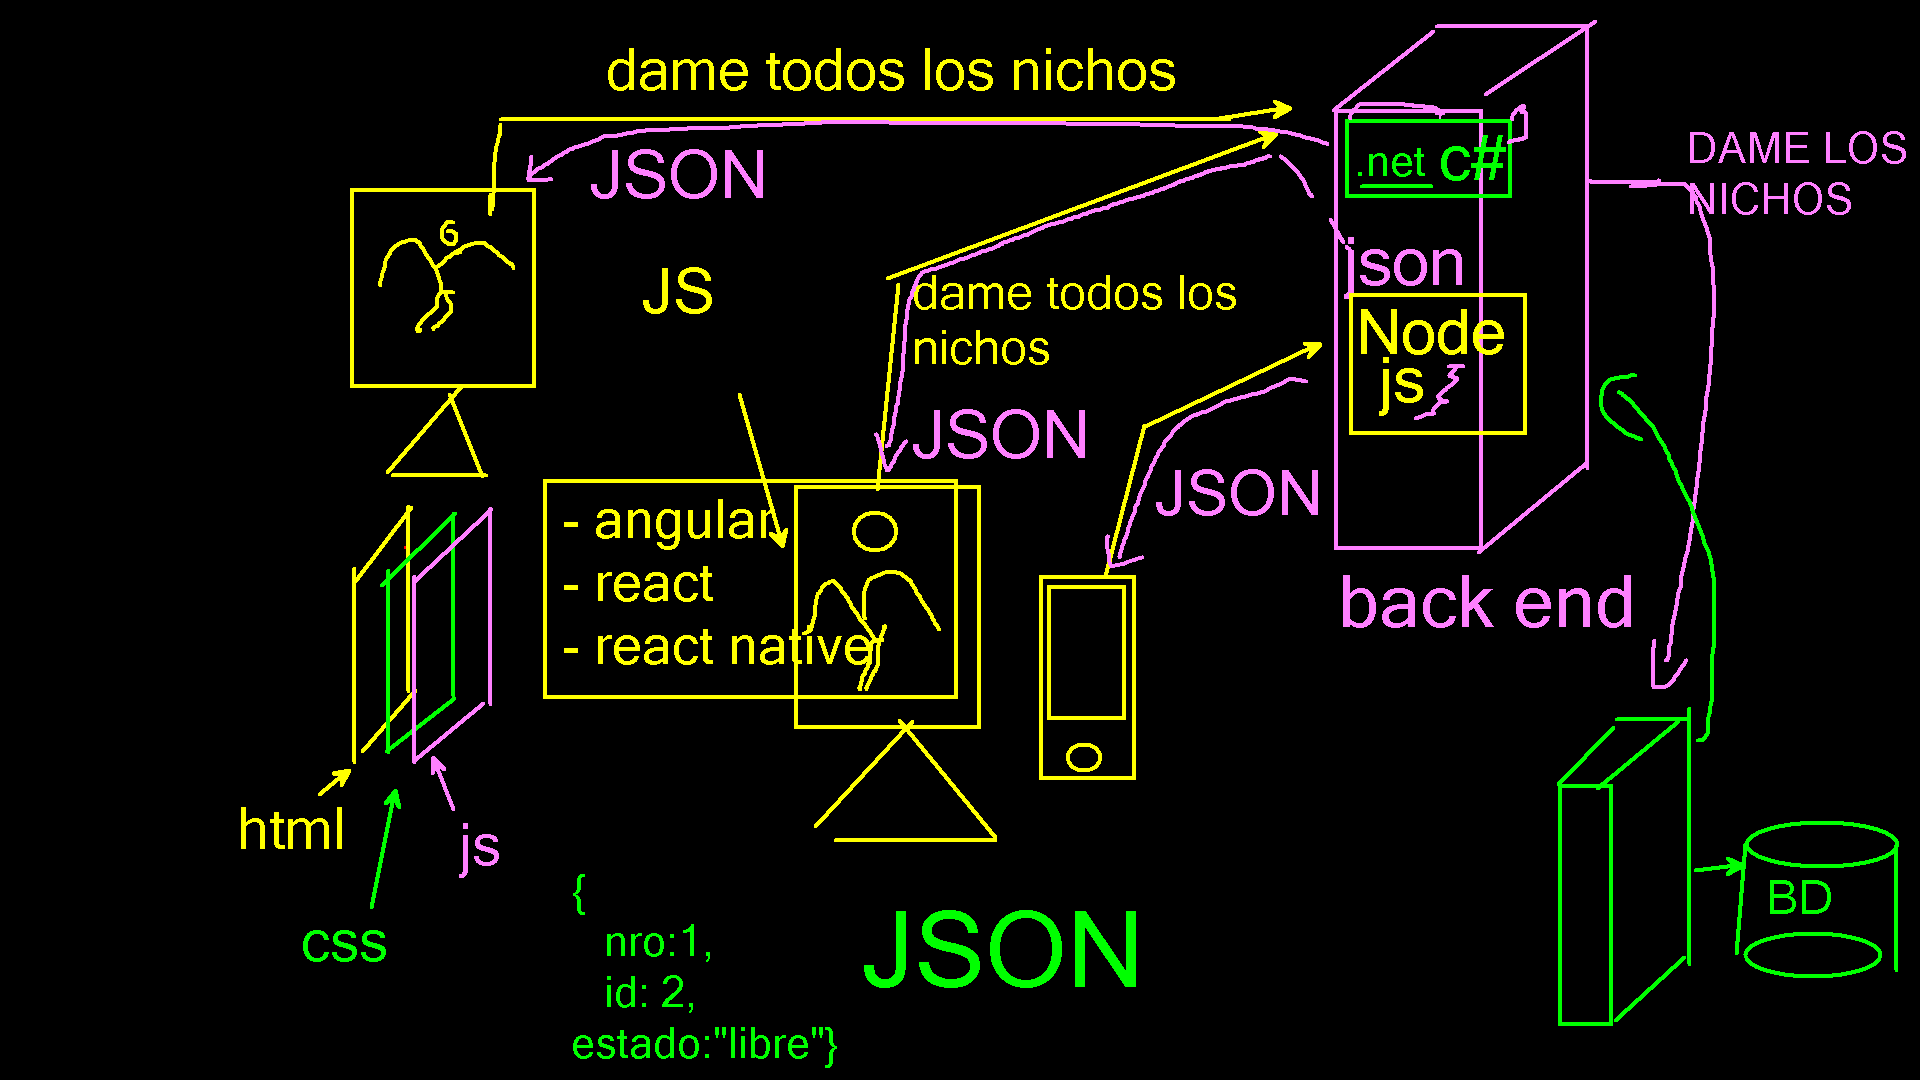 dame todos los nichos
JSON
JS
dame todos los
nichos
JSON
JSON
.net c#
json
Node
js
DAME LOS
NICHOS
back end
- angular
- react
- react native
html
css
js
{
nro:1,
id: 2,
estado:"libre"}
JSON
BD